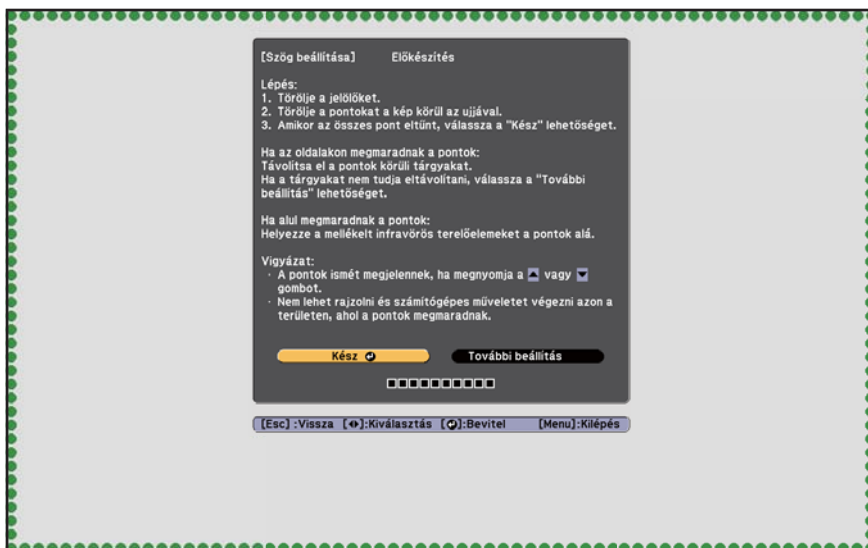 [Szög beállítása] Előkészítés
Lépés:
1. Törölje a jelölőket.
2. Törölje a pontokat a kép körül az ujjával.
3. Amikor az összes pont eltűnt, válassza a "Kész" lehetőséget.
Ha az oldalakon megmaradnak a pontok:
Távolítsa el a pontok körüli tárgyakat.
Ha a tárgyakat nem tudja eltávolítani, válassza a "További
beállítás" lehetőséget.
Ha alul megmaradnak a pontok:
Helyezze a mellékelt infravörös terelőelemeket a pontok alá.
Vigyázat:
· A pontok ismét megjelennek, ha megnyomja a ▲ vagy ▼
gombot.
· Nem lehet rajzolni és számítógépes műveletet végezni azon a
területen, ahol a pontok megmaradnak.
Kész További beállítás
[Esc] :Vissza [◀▶]:Kiválasztás [⏎]:Bevitel [Menu]:Kilépés